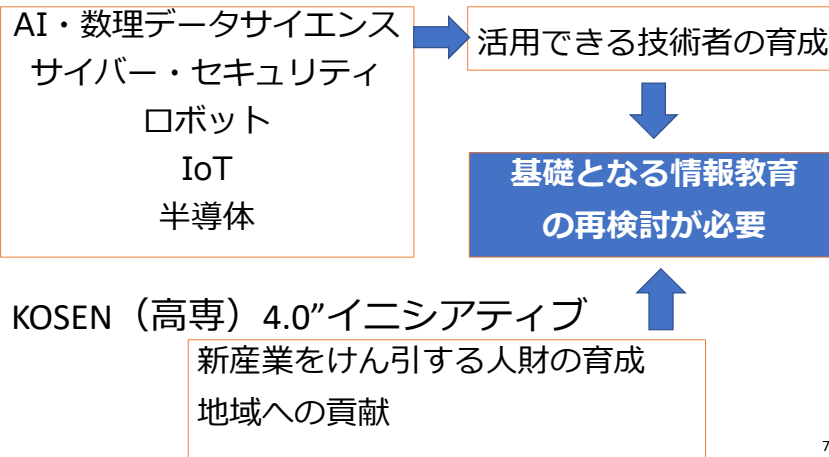 AI・数理データサイエンス
サイバー・セキュリティ
ロボット
IoT
半導体
活用できる技術者の育成
基礎となる情報教育
の再検討が必要
KOSEN（高専）4.0”イニシアティブ
新産業をけん引する人財の育成
地域への貢献
7